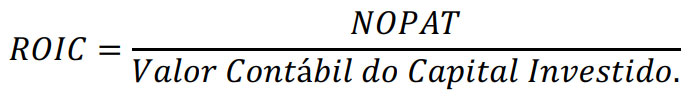 ROIC = NOPAT
Valor Contábil do Capital Investido.